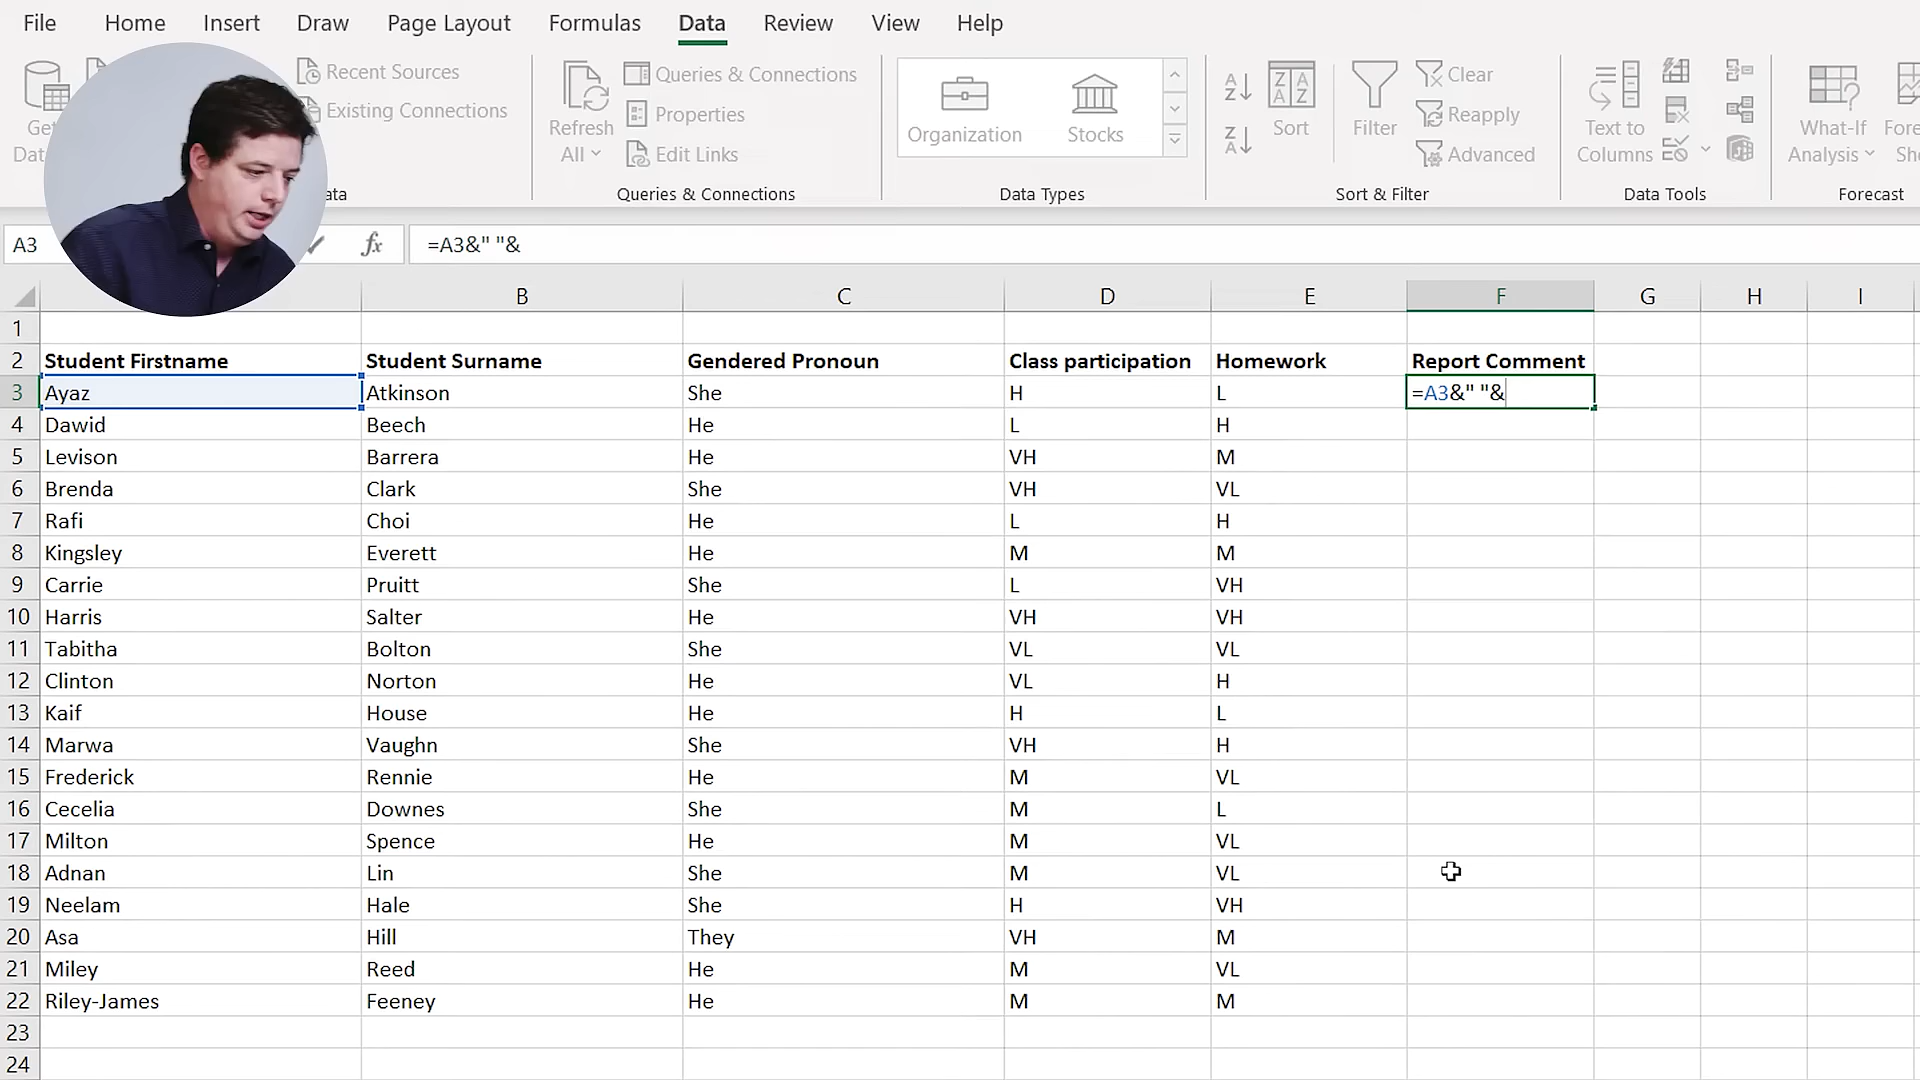 File Home Insert Draw Page Layout Formulas Data Review View Help
Recent Sources
Existing Connections
Refresh All
Queries & Connections
Properties
Edit Links
Queries & Connections
Organization Stocks
Data Types
Sort
Filter
Clear
Reapply
Advanced
Sort & Filter
Text to Columns
Data Tools
What-If Analysis
Forecast
A3 fx =A3&" "&
B C D E F G H I
1
2 Student Firstname Student Surname Gendered Pronoun Class participation Homework Report Comment
3 Ayaz Atkinson She H L =A3&" "&
4 Dawid Beech He L H
5 Levison Barrera He VH M
6 Brenda Clark She VH VL
7 Rafi Choi He L H
8 Kingsley Everett He M M
9 Carrie Pruitt She L VH
10 Harris Salter He VH VH
11 Tabitha Bolton She VL VL
12 Clinton Norton He VL H
13 Kaif House He H L
14 Marwa Vaughn She VH H
15 Frederick Rennie He M VL
16 Cecelia Downes She M L
17 Milton Spence He M VL
18 Adnan Lin She M VL
19 Neelam Hale She H VH
20 Asa Hill They VH M
21 Miley Reed He M VL
22 Riley-James Feeney He M M
23
24